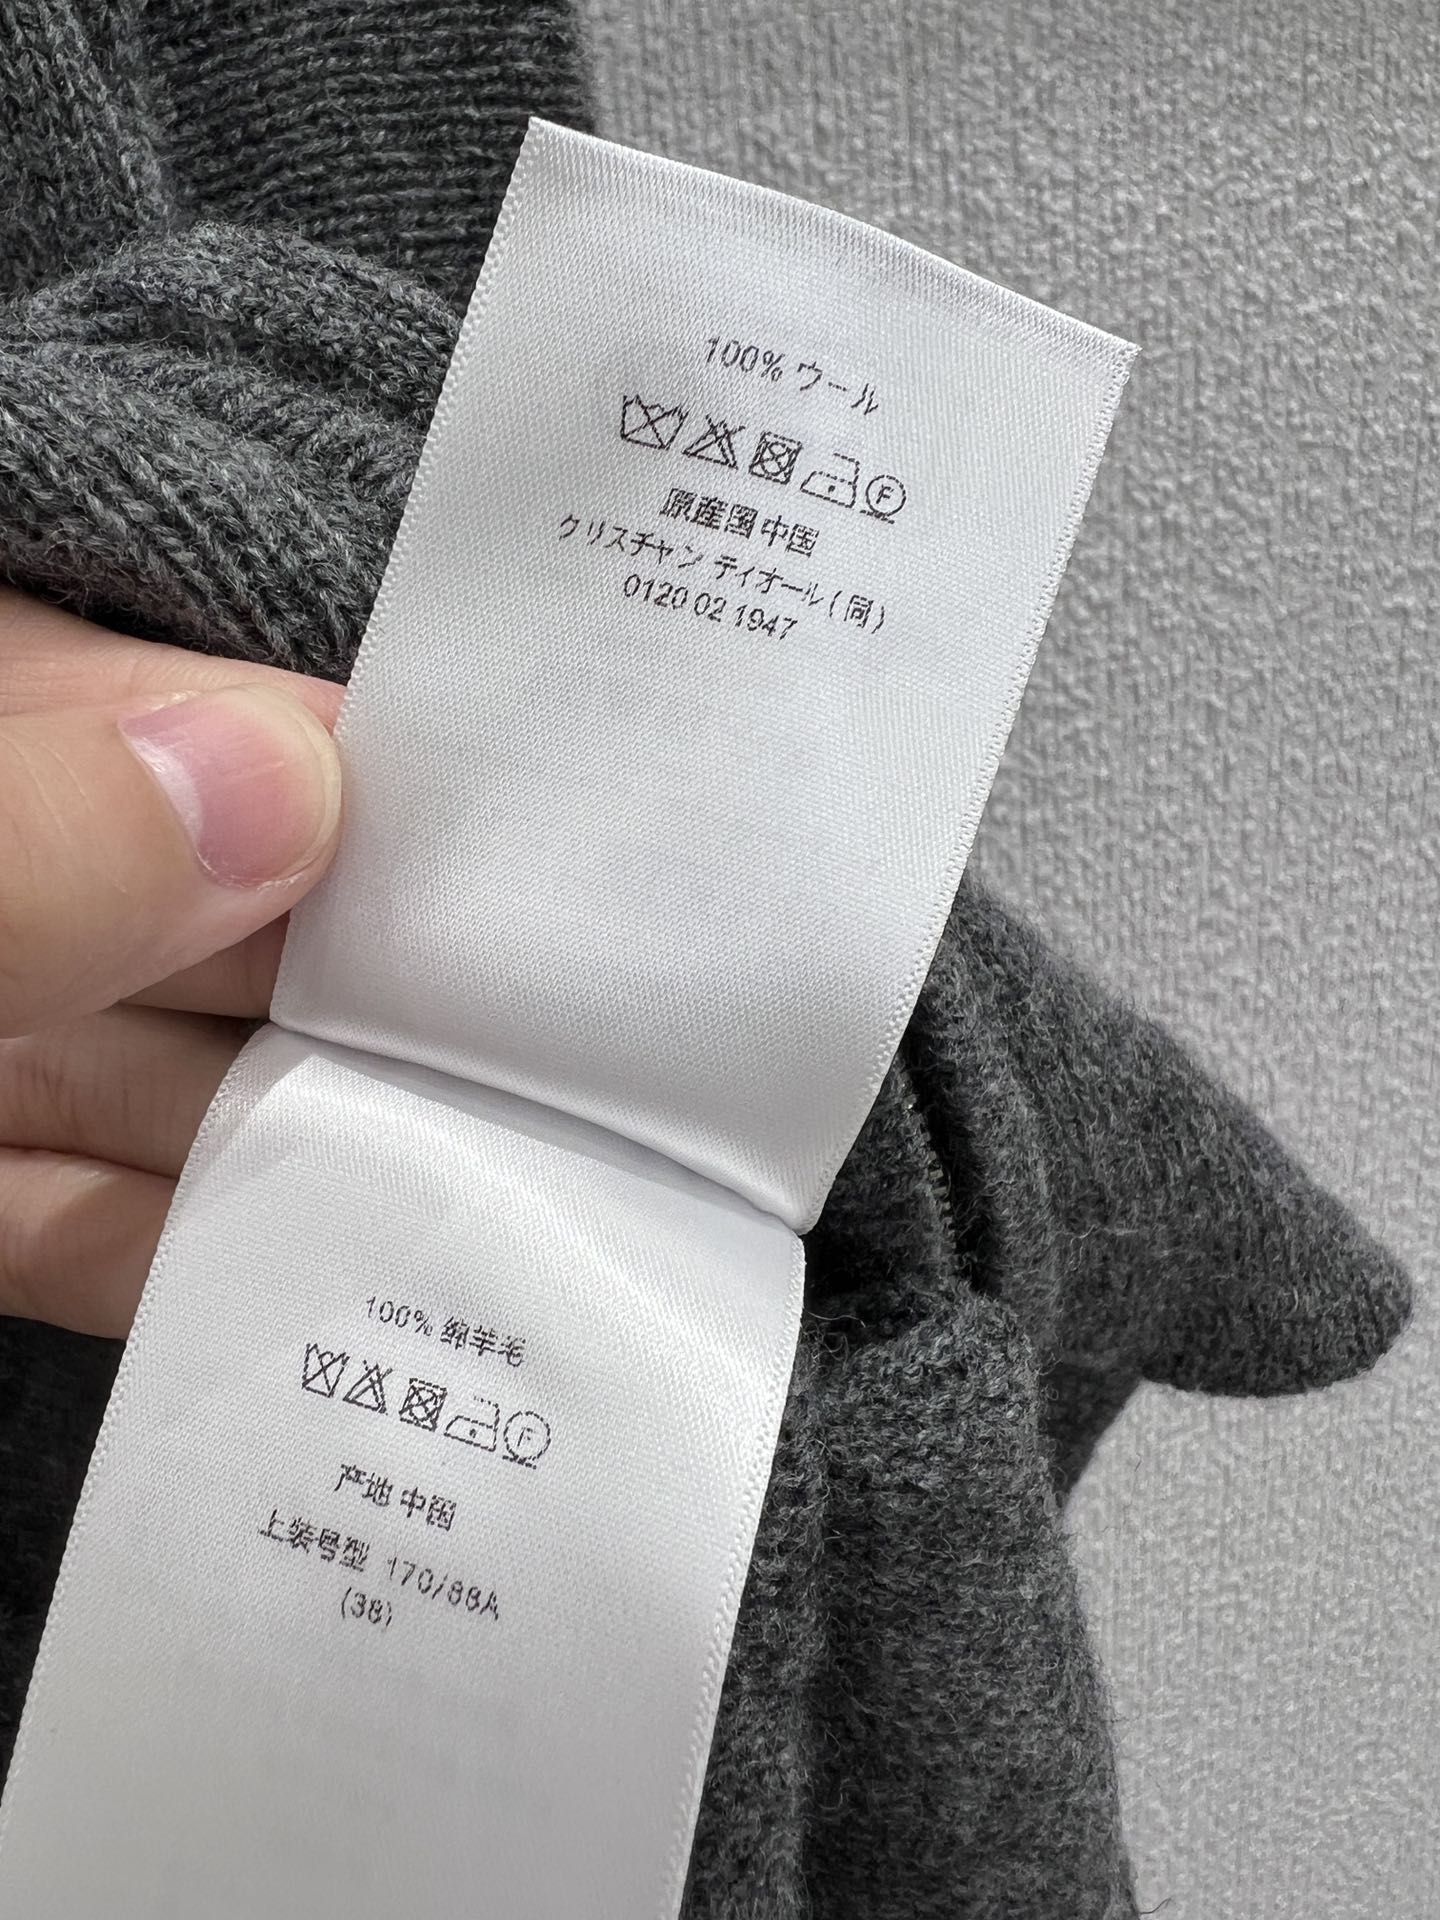 100% ウール
F
原産国 中国
クリスチャン ディオール(同)
0120 02 1947
100% 绵羊毛
F
产地 中国
上装号型 170/88A
(38)